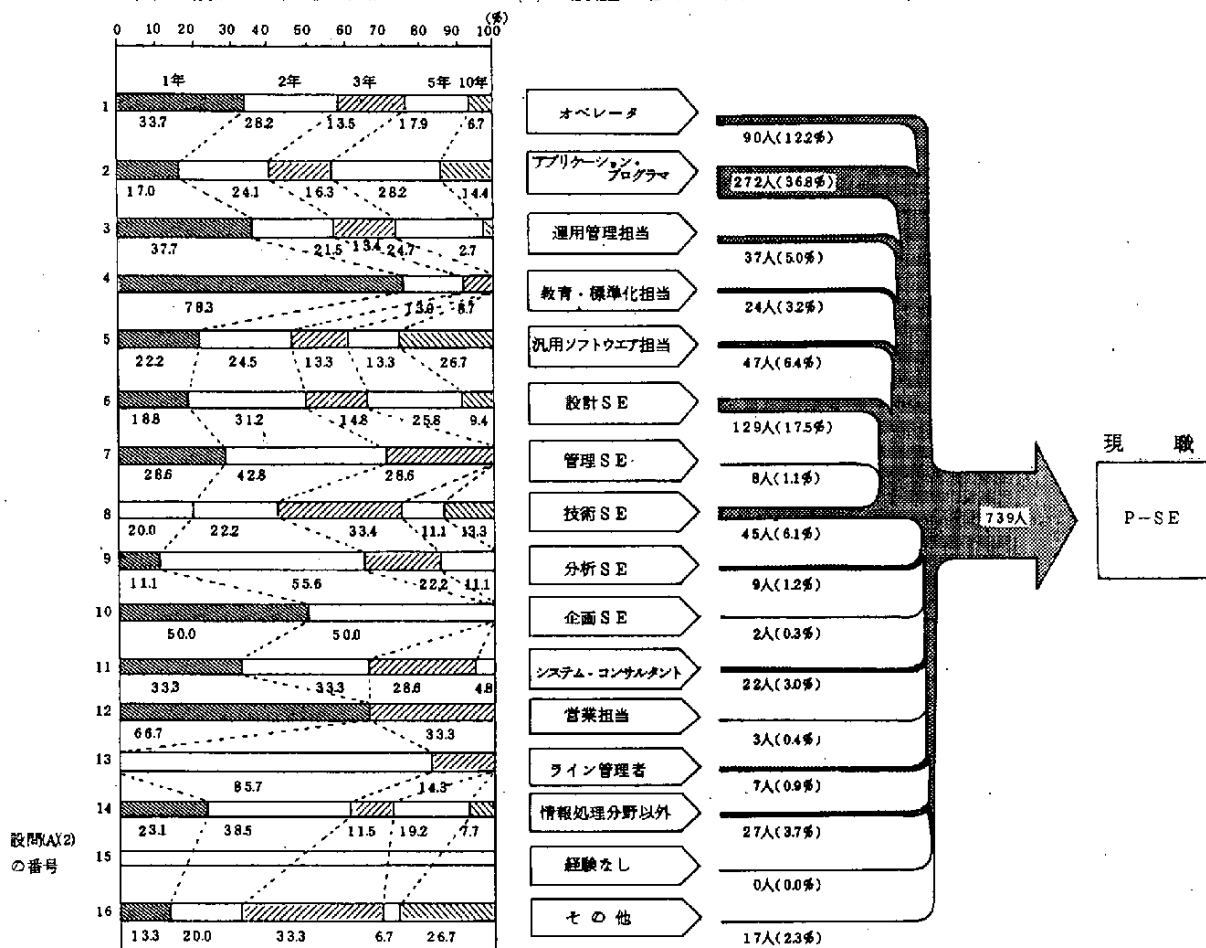 (%)
0 10 20 30 40 50 60 70 80 90 100
1年 2年 3年 5年 10年
1
33.7 28.2 13.5 17.9 6.7
オペレータ
90人(12.2%)
2
17.0 24.1 16.3 28.2 14.4
アプリケーション・
プログラマ
272人(36.8%)
3
37.7 21.5 13.4 24.7 2.7
運用管理担当
37人(5.0%)
4
78.3 13.0 8.7
教育・標準化担当
24人(3.2%)
5
22.2 24.5 13.3 13.3 26.7
汎用ソフトウエア担当
47人(6.4%)
6
18.8 31.2 14.8 25.8 9.4
設計SE
129人(17.5%)
7
28.6 42.8 28.6
管理SE
8人(1.1%)
8
20.0 22.2 33.4 11.1 13.3
技術SE
45人(6.1%)
9
11.1 55.6 22.2 11.1
分析SE
9人(1.2%)
10
50.0 50.0
企画SE
2人(0.3%)
11
33.3 33.3 28.6 4.8
システム・コンサルタント
22人(3.0%)
12
66.7 33.3
営業担当
3人(0.4%)
13
85.7 14.3
ライン管理者
7人(0.9%)
14
23.1 38.5 11.5 19.2 7.7
情報処理分野以外
27人(3.7%)
15
経験なし
0人(0.0%)
16
13.3 20.0 33.3 6.7 26.7
その他
17人(2.3%)
設問(A)(2)
の番号
739人
現職
P-SE